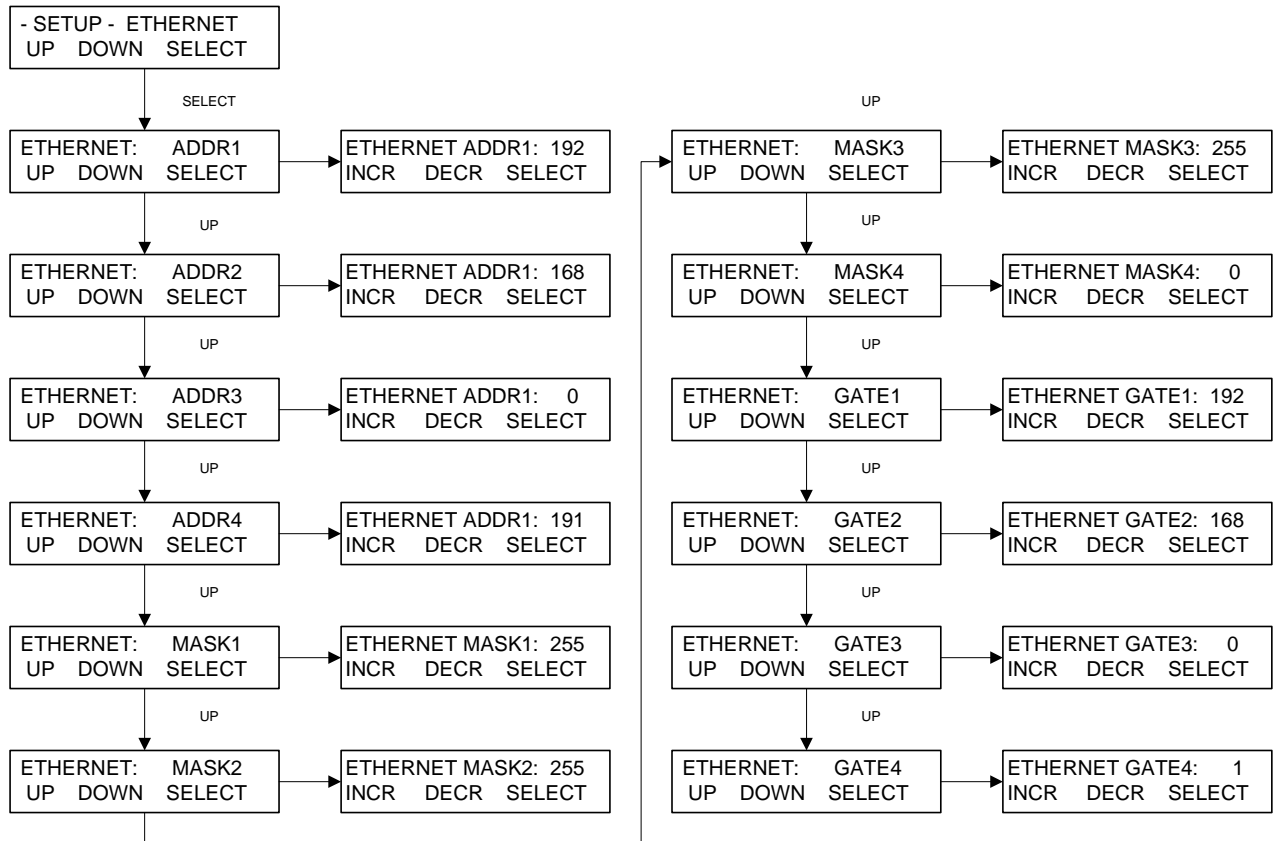 - SETUP - ETHERNET
UP DOWN SELECT
SELECT
ETHERNET: ADDR1
UP DOWN SELECT
ETHERNET ADDR1: 192
INCR DECR SELECT
UP
ETHERNET: ADDR2
UP DOWN SELECT
ETHERNET ADDR1: 168
INCR DECR SELECT
UP
ETHERNET: ADDR3
UP DOWN SELECT
ETHERNET ADDR1: 0
INCR DECR SELECT
UP
ETHERNET: ADDR4
UP DOWN SELECT
ETHERNET ADDR1: 191
INCR DECR SELECT
UP
ETHERNET: MASK1
UP DOWN SELECT
ETHERNET MASK1: 255
INCR DECR SELECT
UP
ETHERNET: MASK2
UP DOWN SELECT
ETHERNET MASK2: 255
INCR DECR SELECT
UP
ETHERNET: MASK3
UP DOWN SELECT
ETHERNET MASK3: 255
INCR DECR SELECT
UP
ETHERNET: MASK4
UP DOWN SELECT
ETHERNET MASK4: 0
INCR DECR SELECT
UP
ETHERNET: GATE1
UP DOWN SELECT
ETHERNET GATE1: 192
INCR DECR SELECT
UP
ETHERNET: GATE2
UP DOWN SELECT
ETHERNET GATE2: 168
INCR DECR SELECT
UP
ETHERNET: GATE3
UP DOWN SELECT
ETHERNET GATE3: 0
INCR DECR SELECT
UP
ETHERNET: GATE4
UP DOWN SELECT
ETHERNET GATE4: 1
INCR DECR SELECT